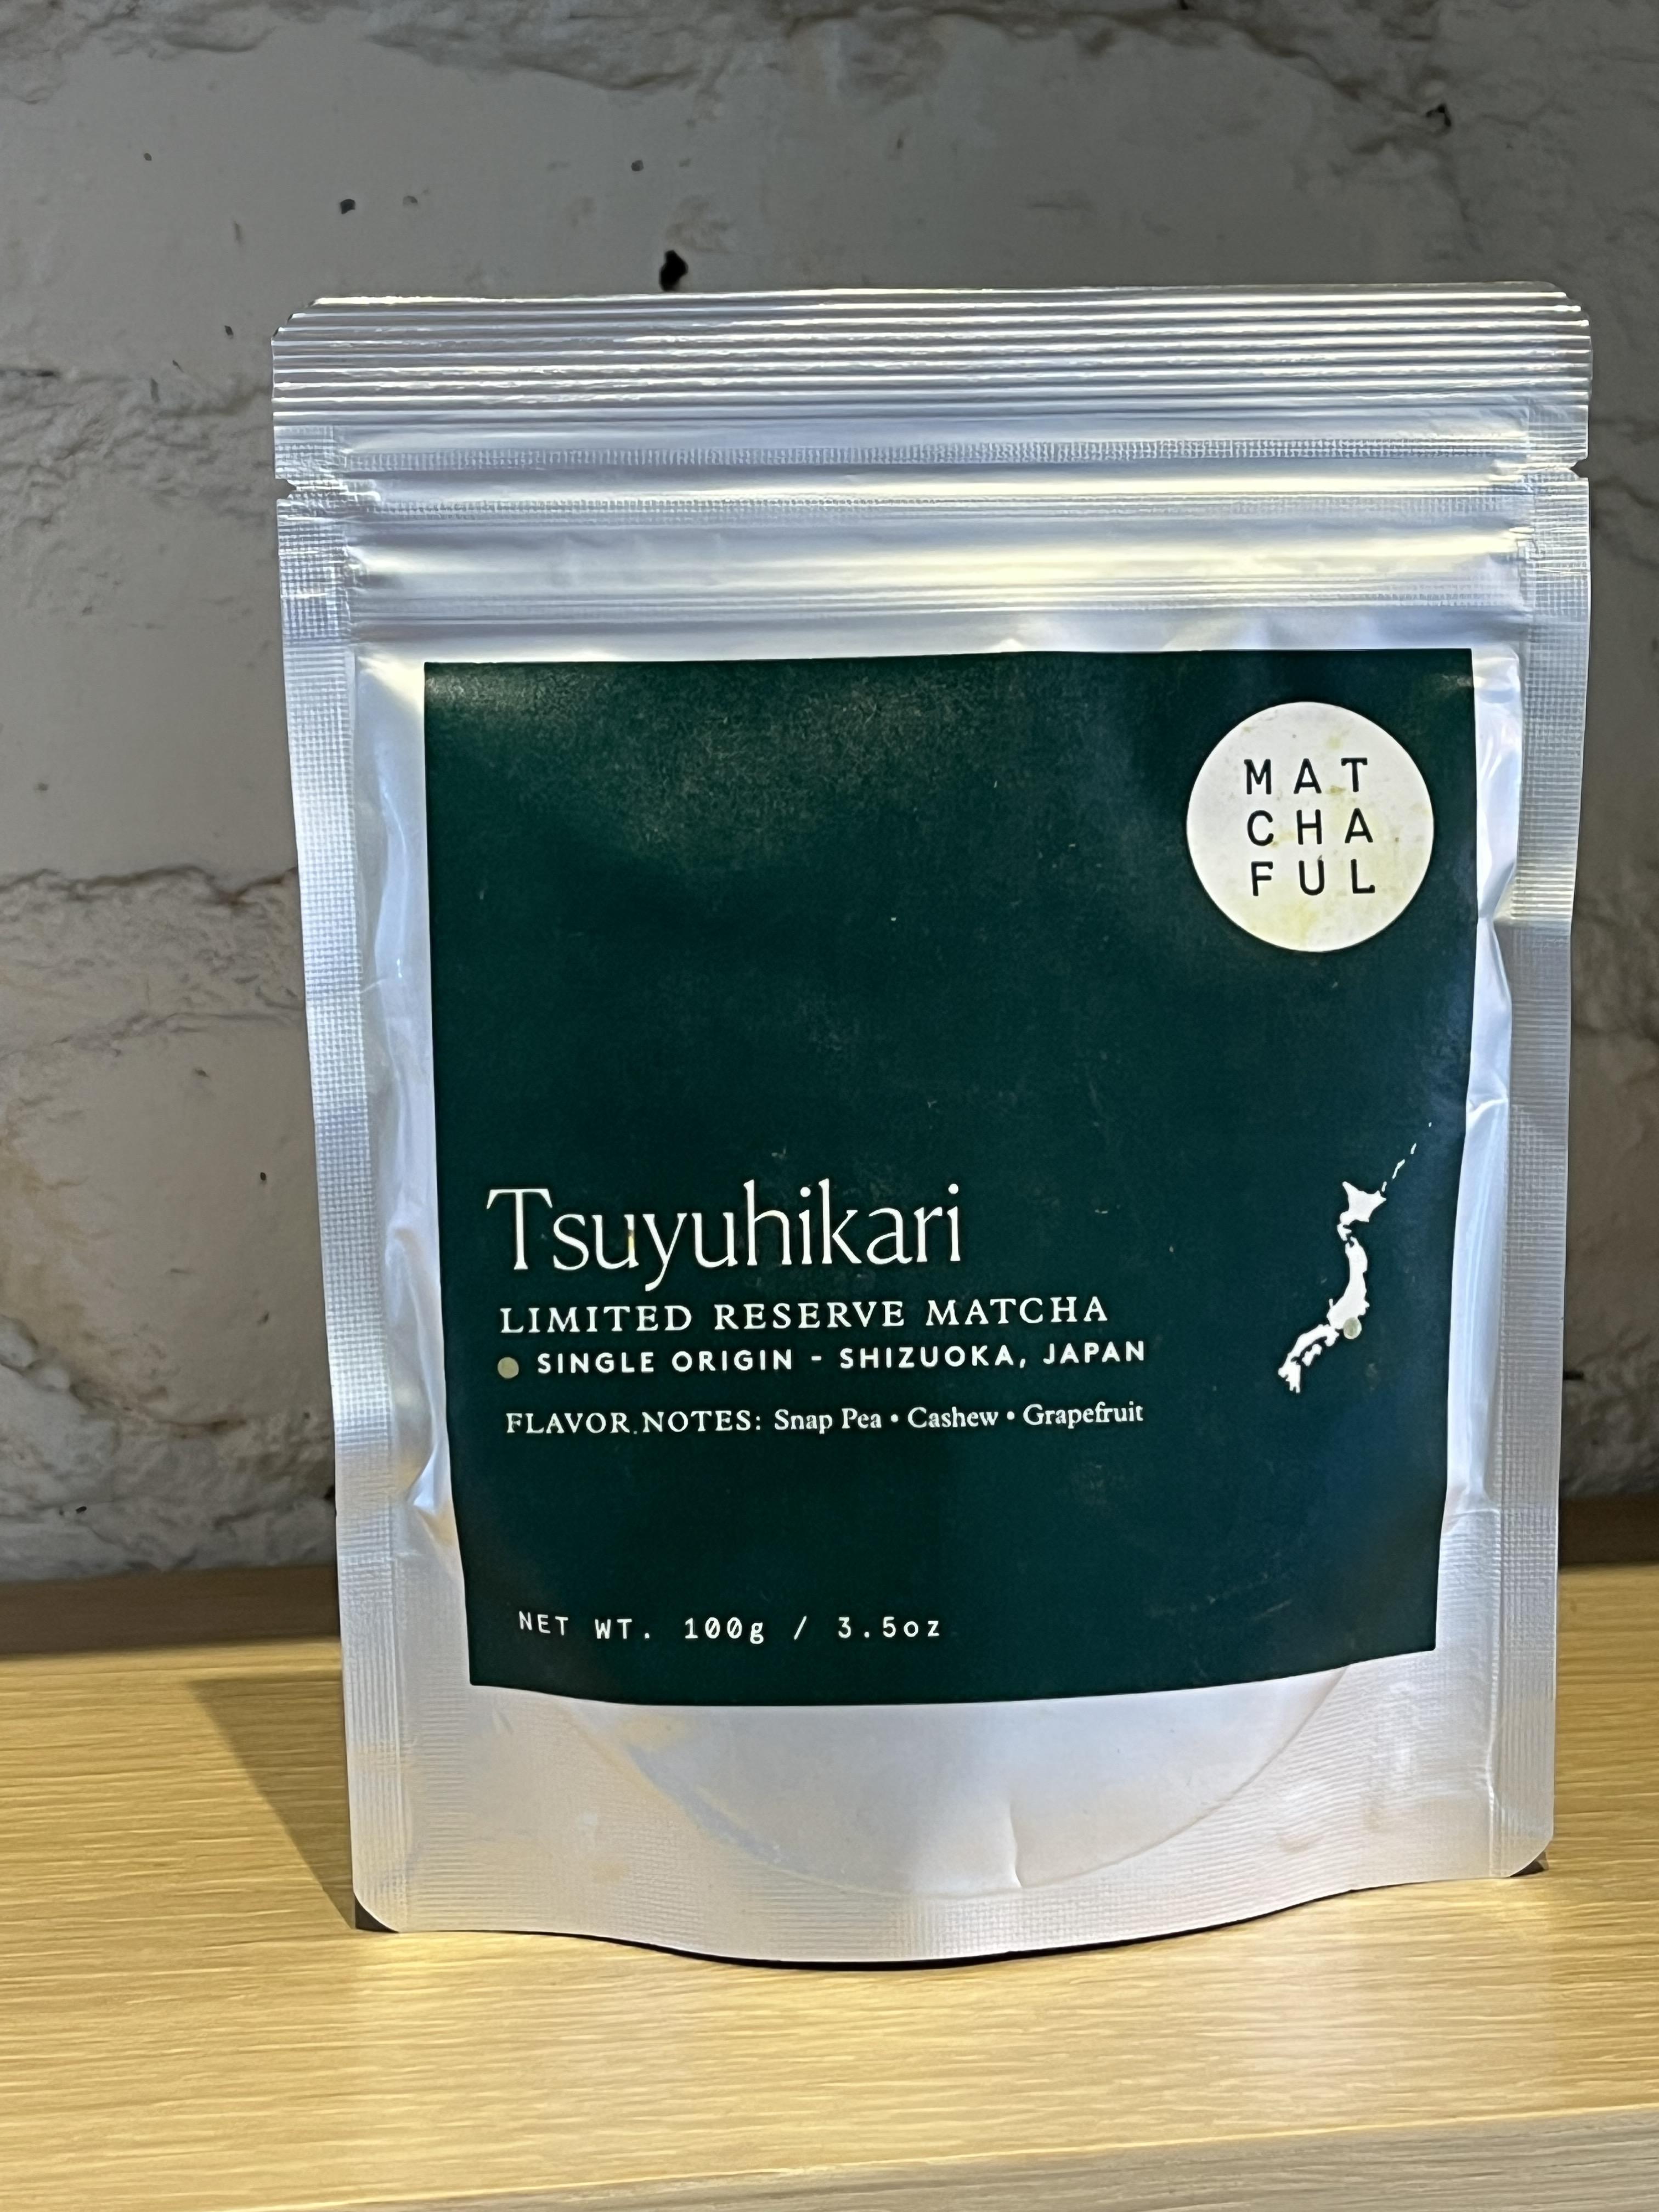 MAT
CHA
FUL
Tsuyuhikari
LIMITED RESERVE MATCHA
SINGLE ORIGIN - SHIZUOKA, JAPAN
FLAVOR NOTES: Snap Pea • Cashew • Grapefruit
NET WT. 100g / 3.5oz